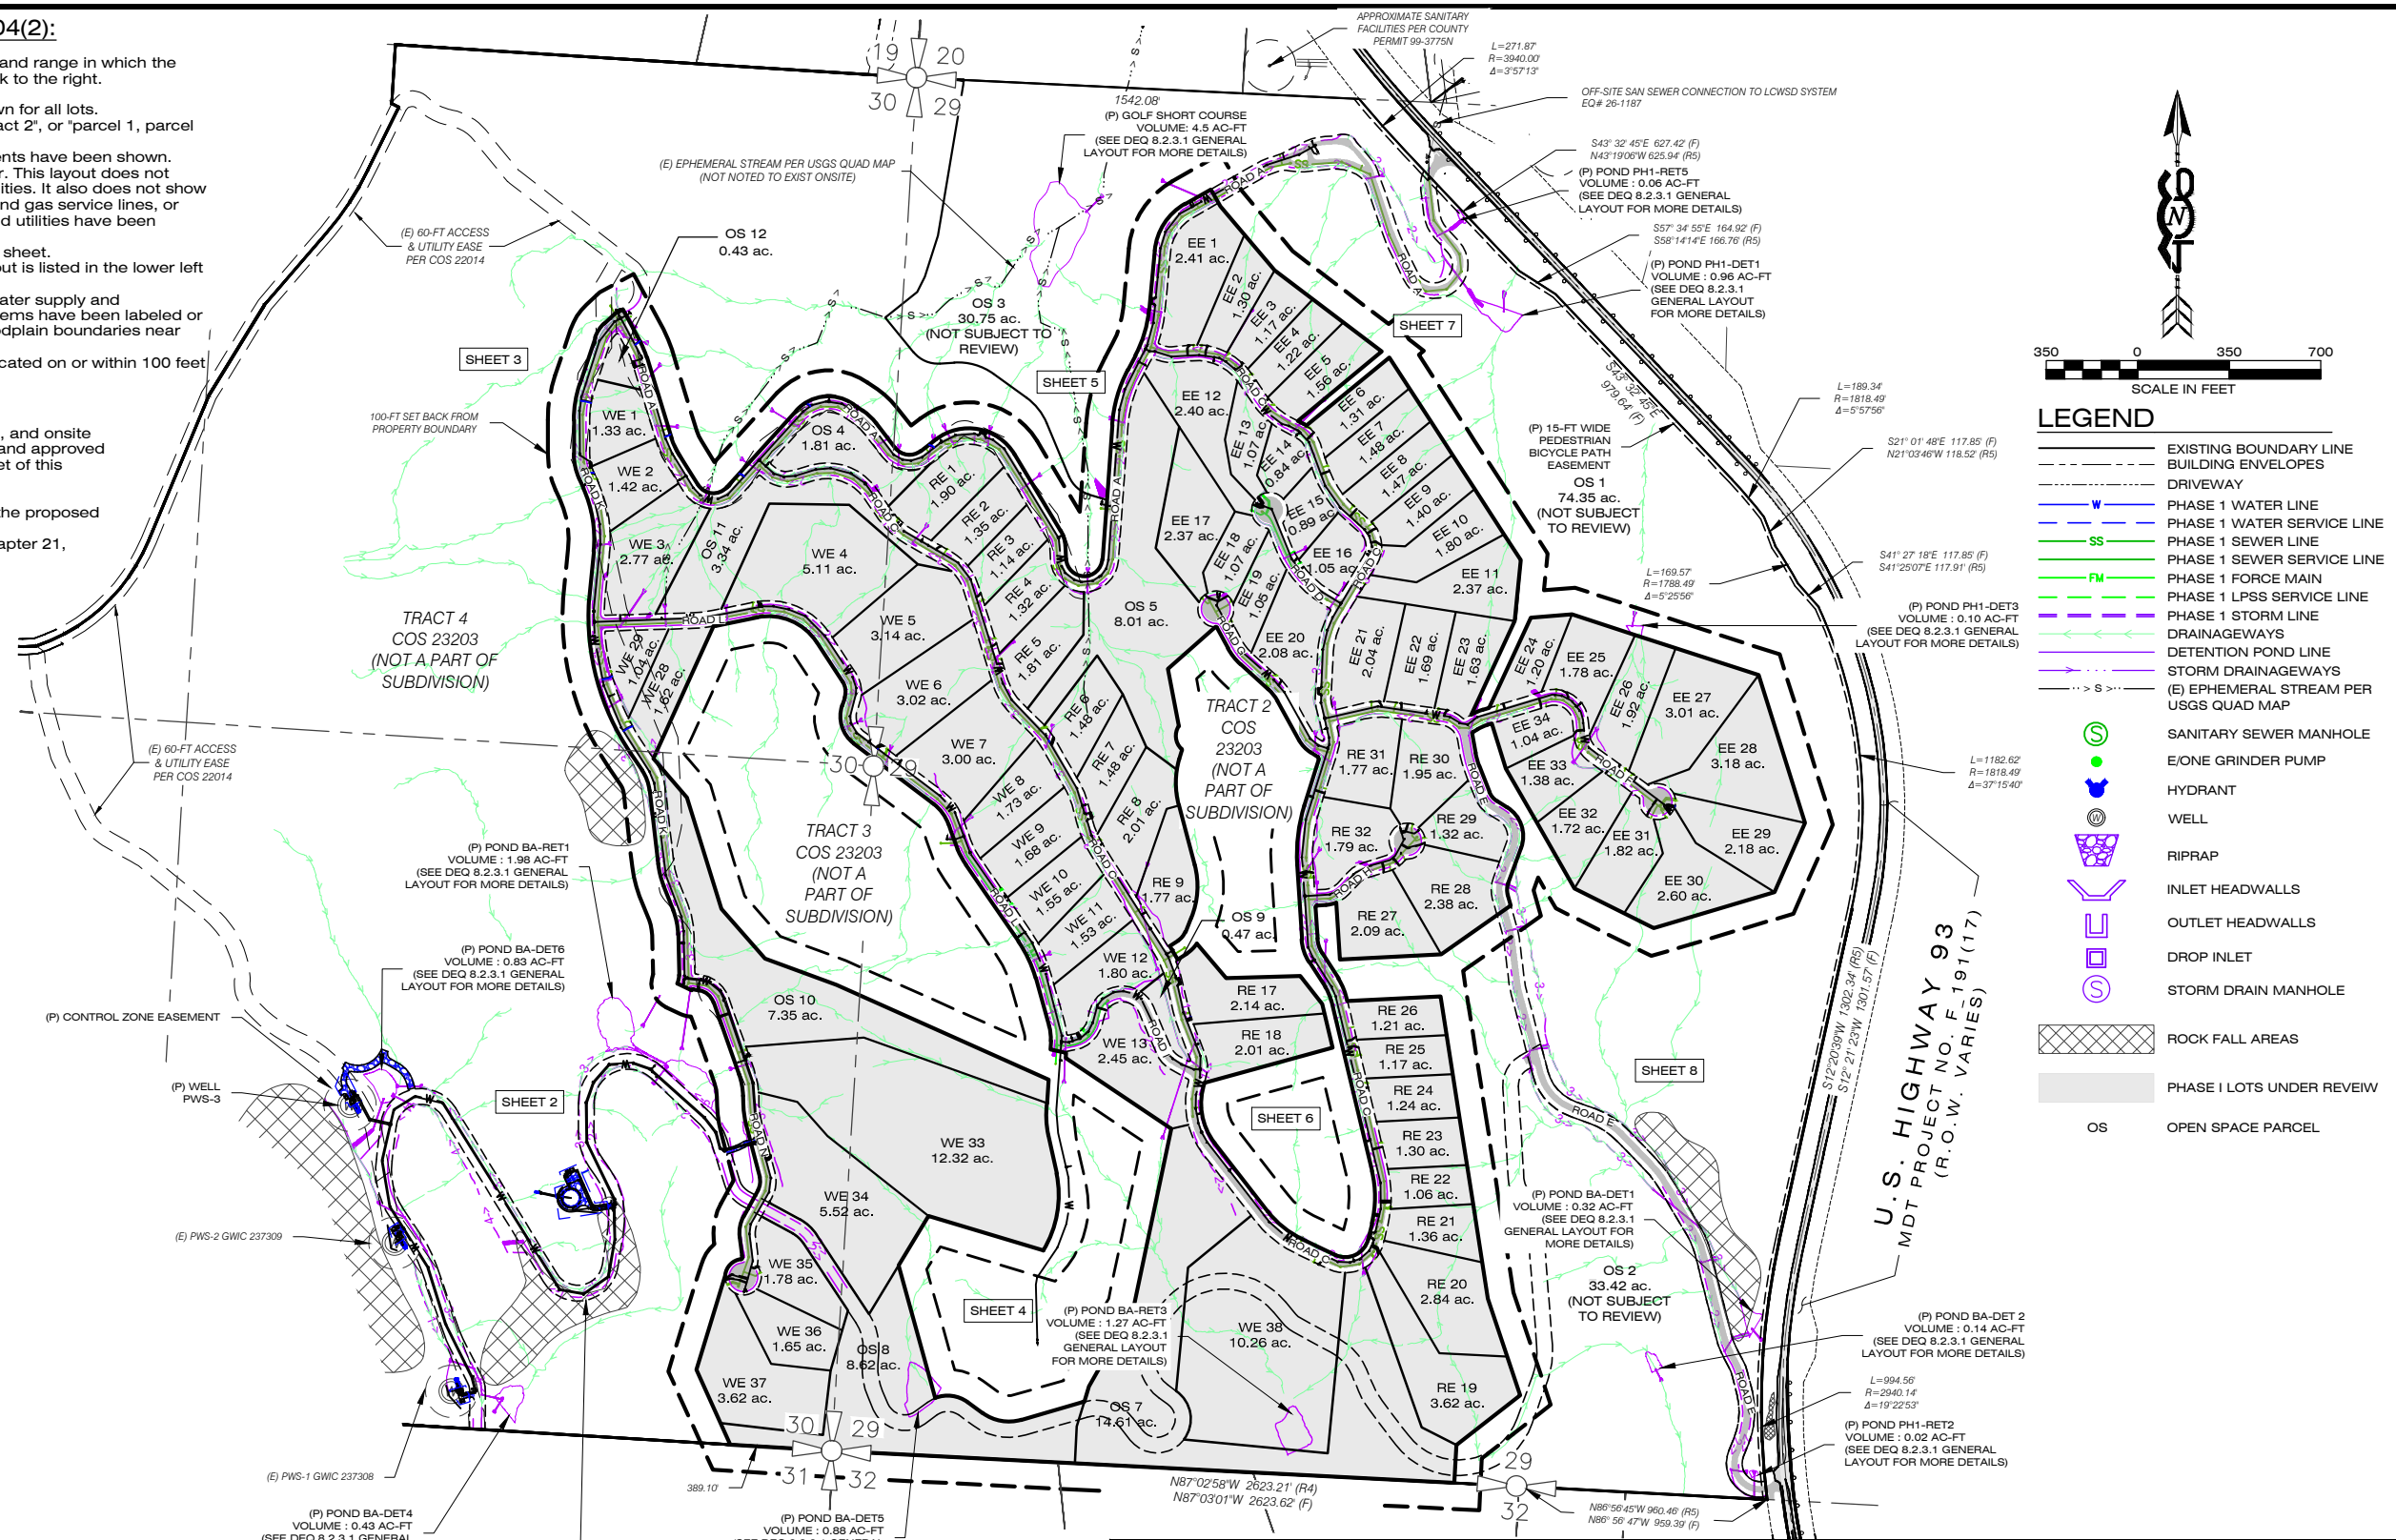 04(2):
and range in which the
k to the right.
wn for all lots.
act 2", or "parcel 1, parcel
ents have been shown.
r. This layout does not
ities. It also does not show
nd gas service lines, or
d utilities have been
sheet.
out is listed in the lower left
ater supply and
ems have been labeled or
odplain boundaries near
cated on or within 100 feet
, and onsite
and approved
et of this
the proposed
apter 21,
APPROXIMATE SANITARY
FACILITIES PER COUNTY
PERMIT 99-3775N
L=271.87'
R=3940.00'
Δ=3°57'13"
OFF-SITE SAN SEWER CONNECTION TO LCWSD SYSTEM
EQ# 26-1187
19 20
30 29
1542.08'
(P) GOLF SHORT COURSE
VOLUME: 4.5 AC-FT
(SEE DEQ 8.2.3.1 GENERAL
LAYOUT FOR MORE DETAILS)
(E) EPHEMERAL STREAM PER USGS QUAD MAP
(NOT NOTED TO EXIST ONSITE)
S43° 32' 45"E 627.42' (F)
N43°19'06"W 625.94' (R5)
(P) POND PH1-RET5
VOLUME : 0.06 AC-FT
(SEE DEQ 8.2.3.1 GENERAL
LAYOUT FOR MORE DETAILS)
S57° 34' 55"E 164.92' (F)
S58°14'14"E 166.76' (R5)
(P) POND PH1-DET1
VOLUME : 0.96 AC-FT
(SEE DEQ 8.2.3.1
GENERAL LAYOUT
FOR MORE DETAILS)
(E) 60-FT ACCESS
& UTILITY EASE
PER COS 22014
OS 12
0.43 ac.
OS 3
30.75 ac.
(NOT SUBJECT TO
REVIEW)
SHEET 3
SHEET 5
SHEET 7
100-FT SET BACK FROM
PROPERTY BOUNDARY
S43° 32' 45"E
979.64' (F)
L=189.34'
R=1818.49'
Δ=5°57'56"
(P) 15-FT WIDE
PEDESTRIAN
BICYCLE PATH
EASEMENT
S21° 01' 48"E 117.85' (F)
N21°03'46"W 118.52' (R5)
OS 1
74.35 ac.
(NOT SUBJECT
TO REVIEW)
S41° 27' 18"E 117.85' (F)
S41°25'07"E 117.91' (R5)
L=169.57'
R=1788.49'
Δ=5°25'56"
(P) POND PH1-DET3
VOLUME : 0.10 AC-FT
(SEE DEQ 8.2.3.1 GENERAL
LAYOUT FOR MORE DETAILS)
EE 1
2.41 ac.
EE 2
1.30 ac.
EE 3
1.17 ac.
EE 4
1.22 ac.
EE 5
1.56 ac.
EE 6
1.31 ac.
EE 7
1.48 ac.
EE 8
1.47 ac.
EE 9
1.40 ac.
EE 10
1.80 ac.
EE 11
2.37 ac.
EE 12
2.40 ac.
EE 13
1.07 ac.
EE 14
0.84 ac.
EE 15
0.89 ac
EE 16
1.05 ac.
EE 17
2.37 ac.
EE 18
1.07 ac.
EE 19
1.05 ac.
EE 20
2.08 ac.
EE 21
2.04 ac.
EE 22
1.69 ac.
EE 23
1.63 ac.
EE 24
1.20 ac.
EE 25
1.78 ac.
EE 26
1.92 ac.
EE 27
3.01 ac.
EE 28
3.18 ac.
EE 29
2.18 ac.
EE 30
2.60 ac.
EE 31
1.82 ac.
EE 32
1.72 ac.
EE 33
1.38 ac.
EE 34
1.04 ac.
WE 1
1.33 ac.
WE 2
1.42 ac.
WE 3
2.77 ac.
OS 11
3.34 ac.
OS 4
1.81 ac.
WE 4
5.11 ac.
WE 5
3.14 ac.
WE 6
3.02 ac.
WE 7
3.00 ac.
WE 8
1.73 ac.
WE 9
1.68 ac.
WE 10
1.55 ac.
WE 11
1.53 ac.
WE 12
1.80 ac.
WE 13
2.45 ac.
WE 29
1.04 ac.
WE 28
1.62 ac.
RE 1
1.90 ac.
RE 2
1.35 ac.
RE 3
1.14 ac.
RE 4
1.32 ac.
RE 5
1.81 ac.
RE 6
1.48 ac.
RE 7
1.48 ac.
RE 8
2.01 ac.
RE 9
1.77 ac.
OS 5
8.01 ac.
OS 9
0.47 ac.
RE 17
2.14 ac.
RE 18
2.01 ac.
RE 31
1.77 ac.
RE 30
1.95 ac.
RE 32
1.79 ac.
RE 29
1.32 ac.
RE 28
2.38 ac.
RE 27
2.09 ac.
RE 26
1.21 ac.
RE 25
1.17 ac.
RE 24
1.24 ac.
RE 23
1.30 ac.
RE 22
1.06 ac.
RE 21
1.36 ac.
RE 20
2.84 ac.
RE 19
3.62 ac.
TRACT 4
COS 23203
(NOT A PART OF
SUBDIVISION)
TRACT 2
COS
23203
(NOT A
PART OF
SUBDIVISION)
TRACT 3
COS 23203
(NOT A
PART OF
SUBDIVISION)
30 29
(E) 60-FT ACCESS
& UTILITY EASE
PER COS 22014
(P) POND BA-RET1
VOLUME : 1.98 AC-FT
(SEE DEQ 8.2.3.1 GENERAL
LAYOUT FOR MORE DETAILS)
(P) POND BA-DET6
VOLUME : 0.83 AC-FT
(SEE DEQ 8.2.3.1 GENERAL
LAYOUT FOR MORE DETAILS)
(P) CONTROL ZONE EASEMENT
(P) WELL
PWS-3
SHEET 2
(E) PWS-2 GWIC 237309
(E) PWS-1 GWIC 237308
(P) POND BA-DET4
VOLUME : 0.43 AC-FT
(SEE DEQ 8.2.3.1 GENERAL
OS 10
7.35 ac.
WE 33
12.32 ac.
WE 34
5.52 ac.
WE 35
1.78 ac.
WE 36
1.65 ac.
WE 37
3.62 ac.
OS 8
8.62 ac.
OS 7
14.61 ac.
WE 38
10.26 ac.
SHEET 4
SHEET 6
SHEET 8
(P) POND BA-RET3
VOLUME : 1.27 AC-FT
(SEE DEQ 8.2.3.1
GENERAL LAYOUT
FOR MORE DETAILS)
(P) POND BA-DET1
VOLUME : 0.32 AC-FT
(SEE DEQ 8.2.3.1
GENERAL LAYOUT FOR
MORE DETAILS)
OS 2
33.42 ac.
(NOT SUBJECT
TO REVIEW)
30 29
31 32
389.10'
(P) POND BA-DET5
VOLUME : 0.88 AC-FT
N87°02'58"W 2623.21' (R4)
N87°03'01"W 2623.62' (F)
29
32
N86°56'45"W 960.46' (R5)
N86° 56' 47"W 959.39' (F)
(P) POND BA-DET 2
VOLUME : 0.14 AC-FT
(SEE DEQ 8.2.3.1 GENERAL
LAYOUT FOR MORE DETAILS)
L=994.56'
R=2940.14'
Δ=19°22'53"
(P) POND PH1-RET2
VOLUME : 0.02 AC-FT
(SEE DEQ 8.2.3.1 GENERAL
LAYOUT FOR MORE DETAILS)
L=1182.62'
R=1818.49'
Δ=37°15'40"
S12°20'39"W 1302.34' (R5)
S12° 21' 23"W 1301.57' (F)
U.S. HIGHWAY 93
MDT PROJECT NO. F-191(17)
(R.O.W. VARIES)
ROAD A
ROAD A
ROAD A
ROAD A
ROAD A
ROAD C
ROAD C
ROAD C
ROAD C
ROAD C
ROAD C
ROAD D
ROAD E
ROAD E
ROAD E
ROAD F
ROAD G
ROAD H
ROAD K
ROAD K
ROAD L
ROAD L
ROAD N
N
350 0 350 700
SCALE IN FEET
LEGEND
EXISTING BOUNDARY LINE
BUILDING ENVELOPES
DRIVEWAY
W PHASE 1 WATER LINE
PHASE 1 WATER SERVICE LINE
SS PHASE 1 SEWER LINE
PHASE 1 SEWER SERVICE LINE
FM PHASE 1 FORCE MAIN
PHASE 1 LPSS SERVICE LINE
PHASE 1 STORM LINE
DRAINAGEWAYS
DETENTION POND LINE
STORM DRAINAGEWAYS
> S > (E) EPHEMERAL STREAM PER
USGS QUAD MAP
S SANITARY SEWER MANHOLE
E/ONE GRINDER PUMP
HYDRANT
W WELL
RIPRAP
INLET HEADWALLS
OUTLET HEADWALLS
DROP INLET
S STORM DRAIN MANHOLE
ROCK FALL AREAS
PHASE I LOTS UNDER REVEIW
OS OPEN SPACE PARCEL